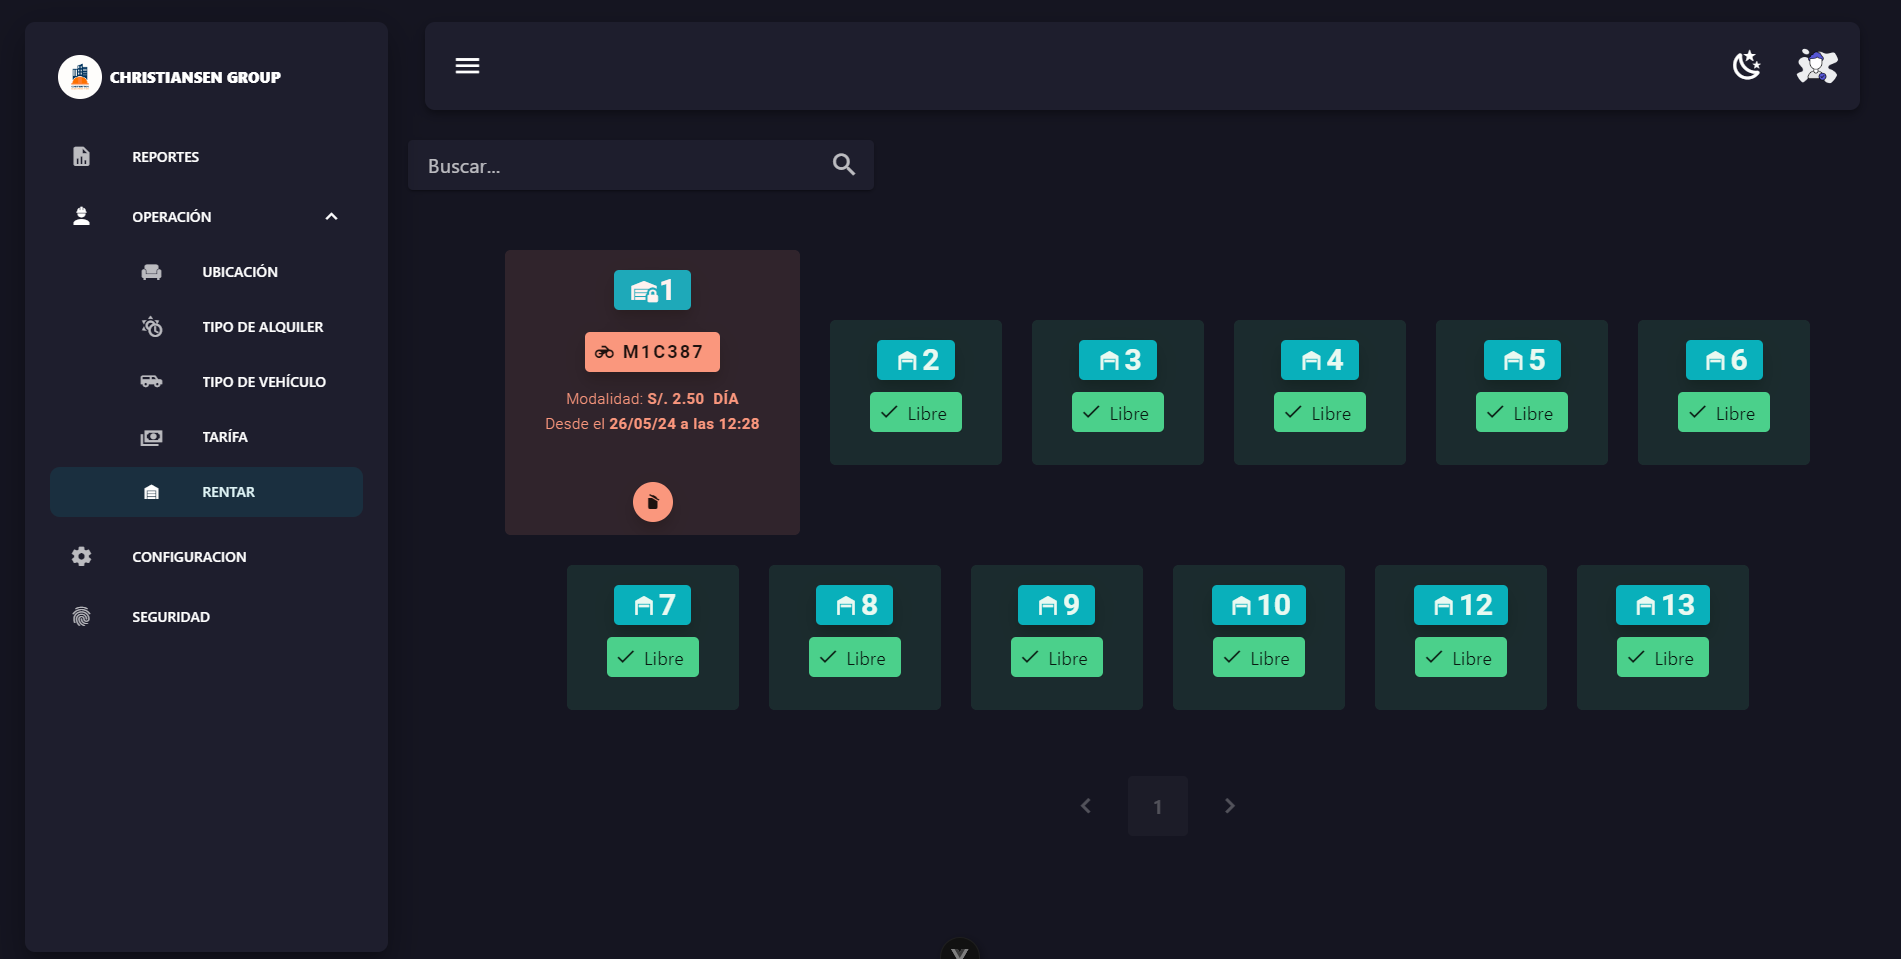 CHRISTIANSEN GROUP
REPORTES
OPERACIÓN
UBICACIÓN
TIPO DE ALQUILER
TIPO DE VEHÍCULO
TARÍFA
RENTAR
CONFIGURACION
SEGURIDAD
Buscar...
1
M1C387
Modalidad: S/. 2.50 DÍA
Desde el 26/05/24 a las 12:28
2
Libre
3
Libre
4
Libre
5
Libre
6
Libre
7
Libre
8
Libre
9
Libre
10
Libre
12
Libre
13
Libre
1